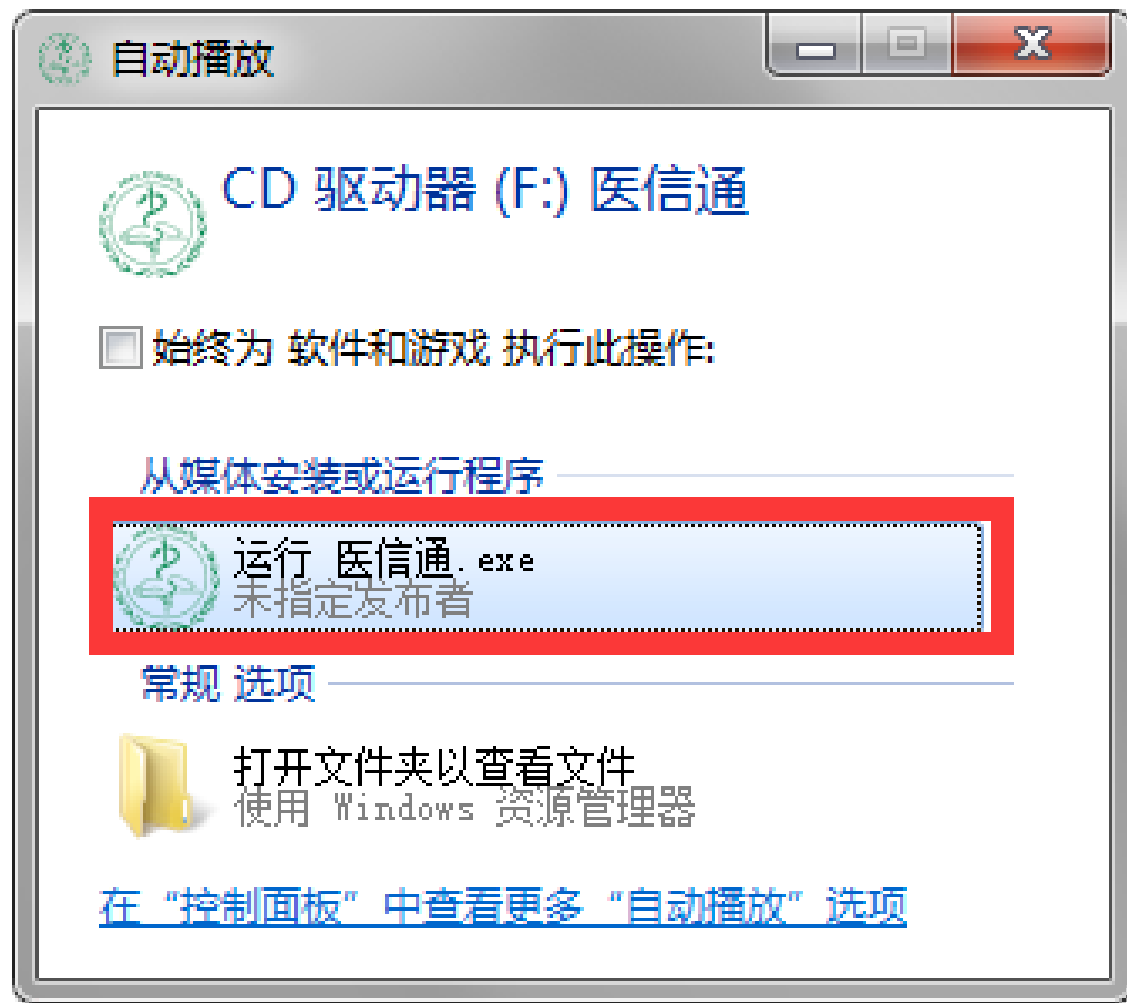 自动播放
CD 驱动器 (F:) 医信通
始终为 软件和游戏 执行此操作:
从媒体安装或运行程序
运行 医信通.exe
未指定发布者
常规 选项
打开文件夹以查看文件
使用 Windows 资源管理器
在“控制面板”中查看更多“自动播放”选项